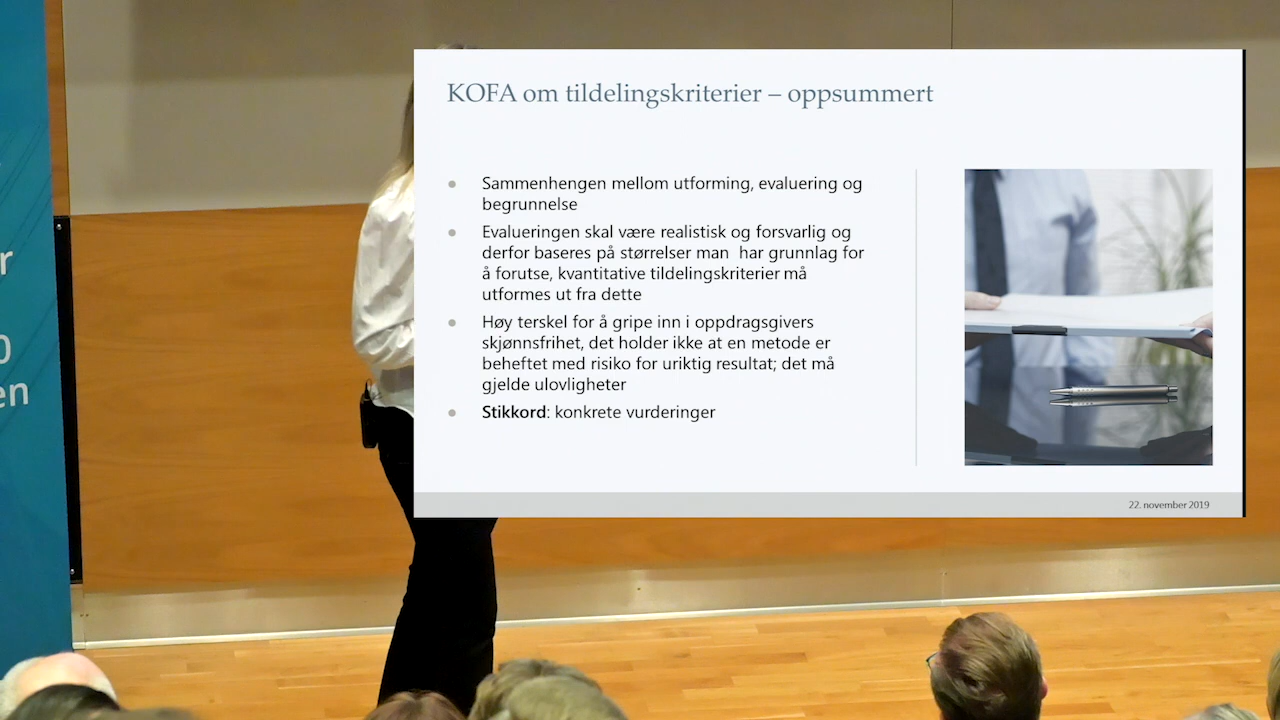 KOFA om tildelingskriterier – oppsummert
Sammenhengen mellom utforming, evaluering og
begrunnelse
Evalueringen skal være realistisk og forsvarlig og
derfor baseres på størrelser man har grunnlag for
å forutse, kvantitative tildelingskriterier må
utformes ut fra dette
Høy terskel for å gripe inn i oppdragsgivers
skjønnsfrihet, det holder ikke at en metode er
beheftet med risiko for uriktig resultat; det må
gjelde ulovligheter
Stikkord: konkrete vurderinger
22. november 2019